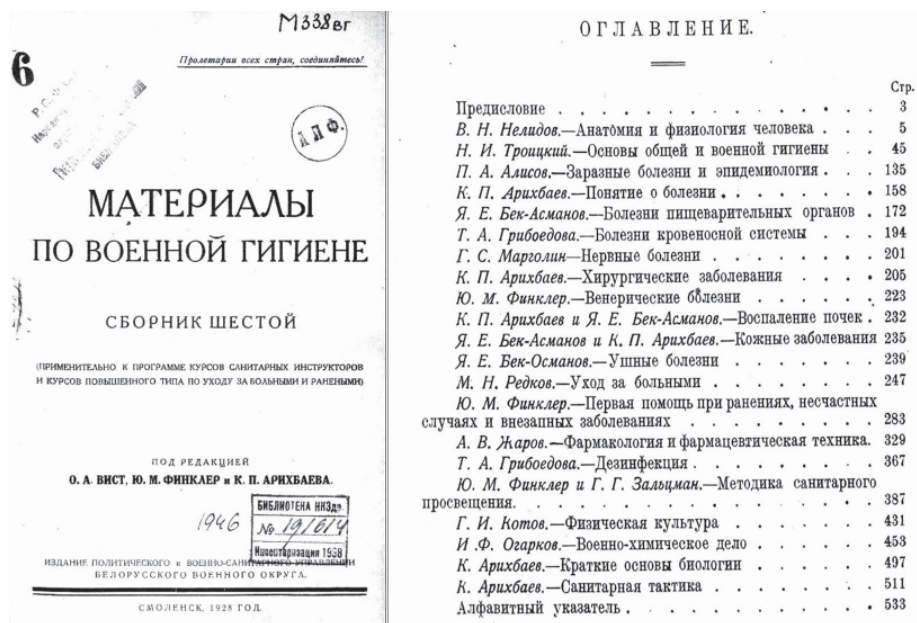 М338вг
6
Пролетарии всех стран, соединяйтесь!
А П Ф.
МАТЕРИАЛЫ
ПО ВОЕННОЙ ГИГИЕНЕ
СБОРНИК ШЕСТОЙ
(ПРИМЕНИТЕЛЬНО К ПРОГРАММЕ КУРСОВ САНИТАРНЫХ ИНСТРУКТОРОВ
И КУРСОВ ПОВЫШЕННОГО ТИПА ПО УХОДУ ЗА БОЛЬНЫМИ И РАНЕНЫМИ)
ПОД РЕДАКЦИЕЙ
О. А. ВИСТ, Ю. М. ФИНКЛЕР и К. П. АРИХБАЕВА.
1946
БИБЛИОТЕКА НКЗдр.
№ 19/614
Инвентаризация 1938
ИЗДАНИЕ ПОЛИТИЧЕСКОГО и ВОЕННО-САНИТАРНОГО УПРАВЛЕНИЙ
БЕЛОРУССКОГО ВОЕННОГО ОКРУГА.
СМОЛЕНСК, 1928 ГОД.
ОГЛАВЛЕНИЕ.
Стр.
Предисловие . . . . . . . . . . . . . 3
В. Н. Нелидов.—Анатомия и физиология человека . . . 5
Н. И. Троицкий.—Основы общей и военной гигиены . . 45
П. А. Алисов.—Заразные болезни и эпидемиология . . . 135
К. П. Арихбаев.—Понятие о болезни . . . . . . . . 158
Я. Е. Бек-Асманов.—Болезни пищеварительных органов . 172
Т. А. Грибоедова.—Болезни кровеносной системы . . . . 194
Г. С. Марголин—Нервные болезни . . . . . . . . 201
К. П. Арихбаев.—Хирургические заболевания . . . . . 205
Ю. М. Финклер.—Венерические болезни . . . . . . 223
К. П. Арихбаев и Я. Е. Бек-Асманов.—Воспаление почек . 232
Я. Е. Бек-Асманов и К. П. Арихбаев.—Кожные заболевания 235
Я. Е. Бек-Османов.—Ушные болезни . . . . . . . 239
М. Н. Редков.—Уход за больными . . . . . . . . 247
Ю. М. Финклер.—Первая помощь при ранениях, несчастных
случаях и внезапных заболеваниях . . . . . . . . . 283
А. В. Жаров.—Фармакология и фармацевтическая техника. 329
Т. А. Грибоедова.—Дезинфекция . . . . . . . . . 367
Ю. М. Финклер и Г. Г. Зальцман.—Методика санитарного
просвещения. . . . . . . . . . . . . . . . 387
Г. И. Котов.—Физическая культура . . . . . . . 431
И .Ф. Огарков.—Военно-химическое дело . . . . . . 453
К. Арихбаев.—Краткие основы биологии . . . . . . 497
К. Арихбаев.—Санитарная тактика . . . . . . . . 511
Алфавитный указатель . . . . . . . . . . . 533